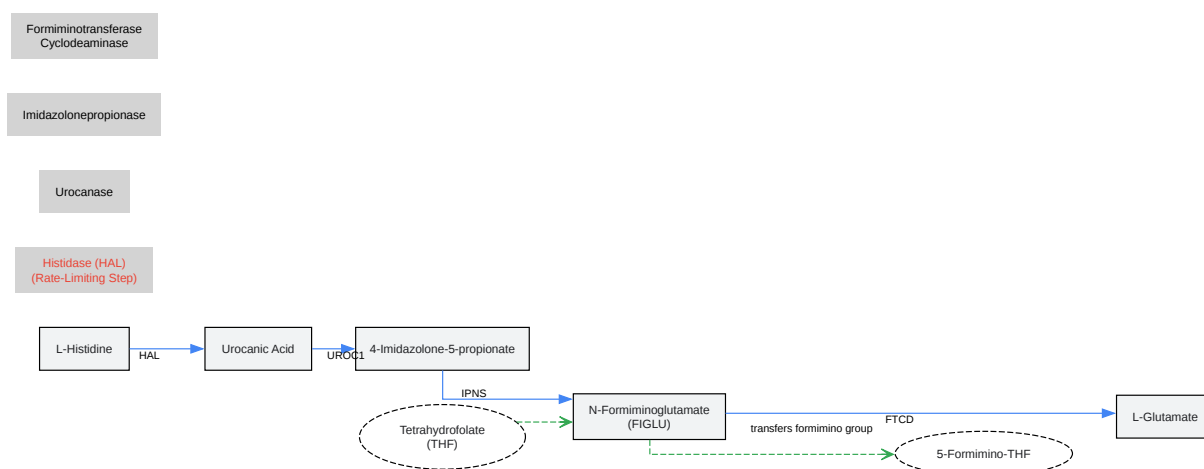 Formiminotransferase
Cyclodeaminase
Imidazolonepropionase
Urocanase
Histidase (HAL)
(Rate-Limiting Step)
L-Histidine
HAL
Urocanic Acid
UROC1
4-Imidazolone-5-propionate
IPNS
Tetrahydrofolate
(THF)
N-Formiminoglutamate
(FIGLU)
FTCD
transfers formimino group
L-Glutamate
5-Formimino-THF